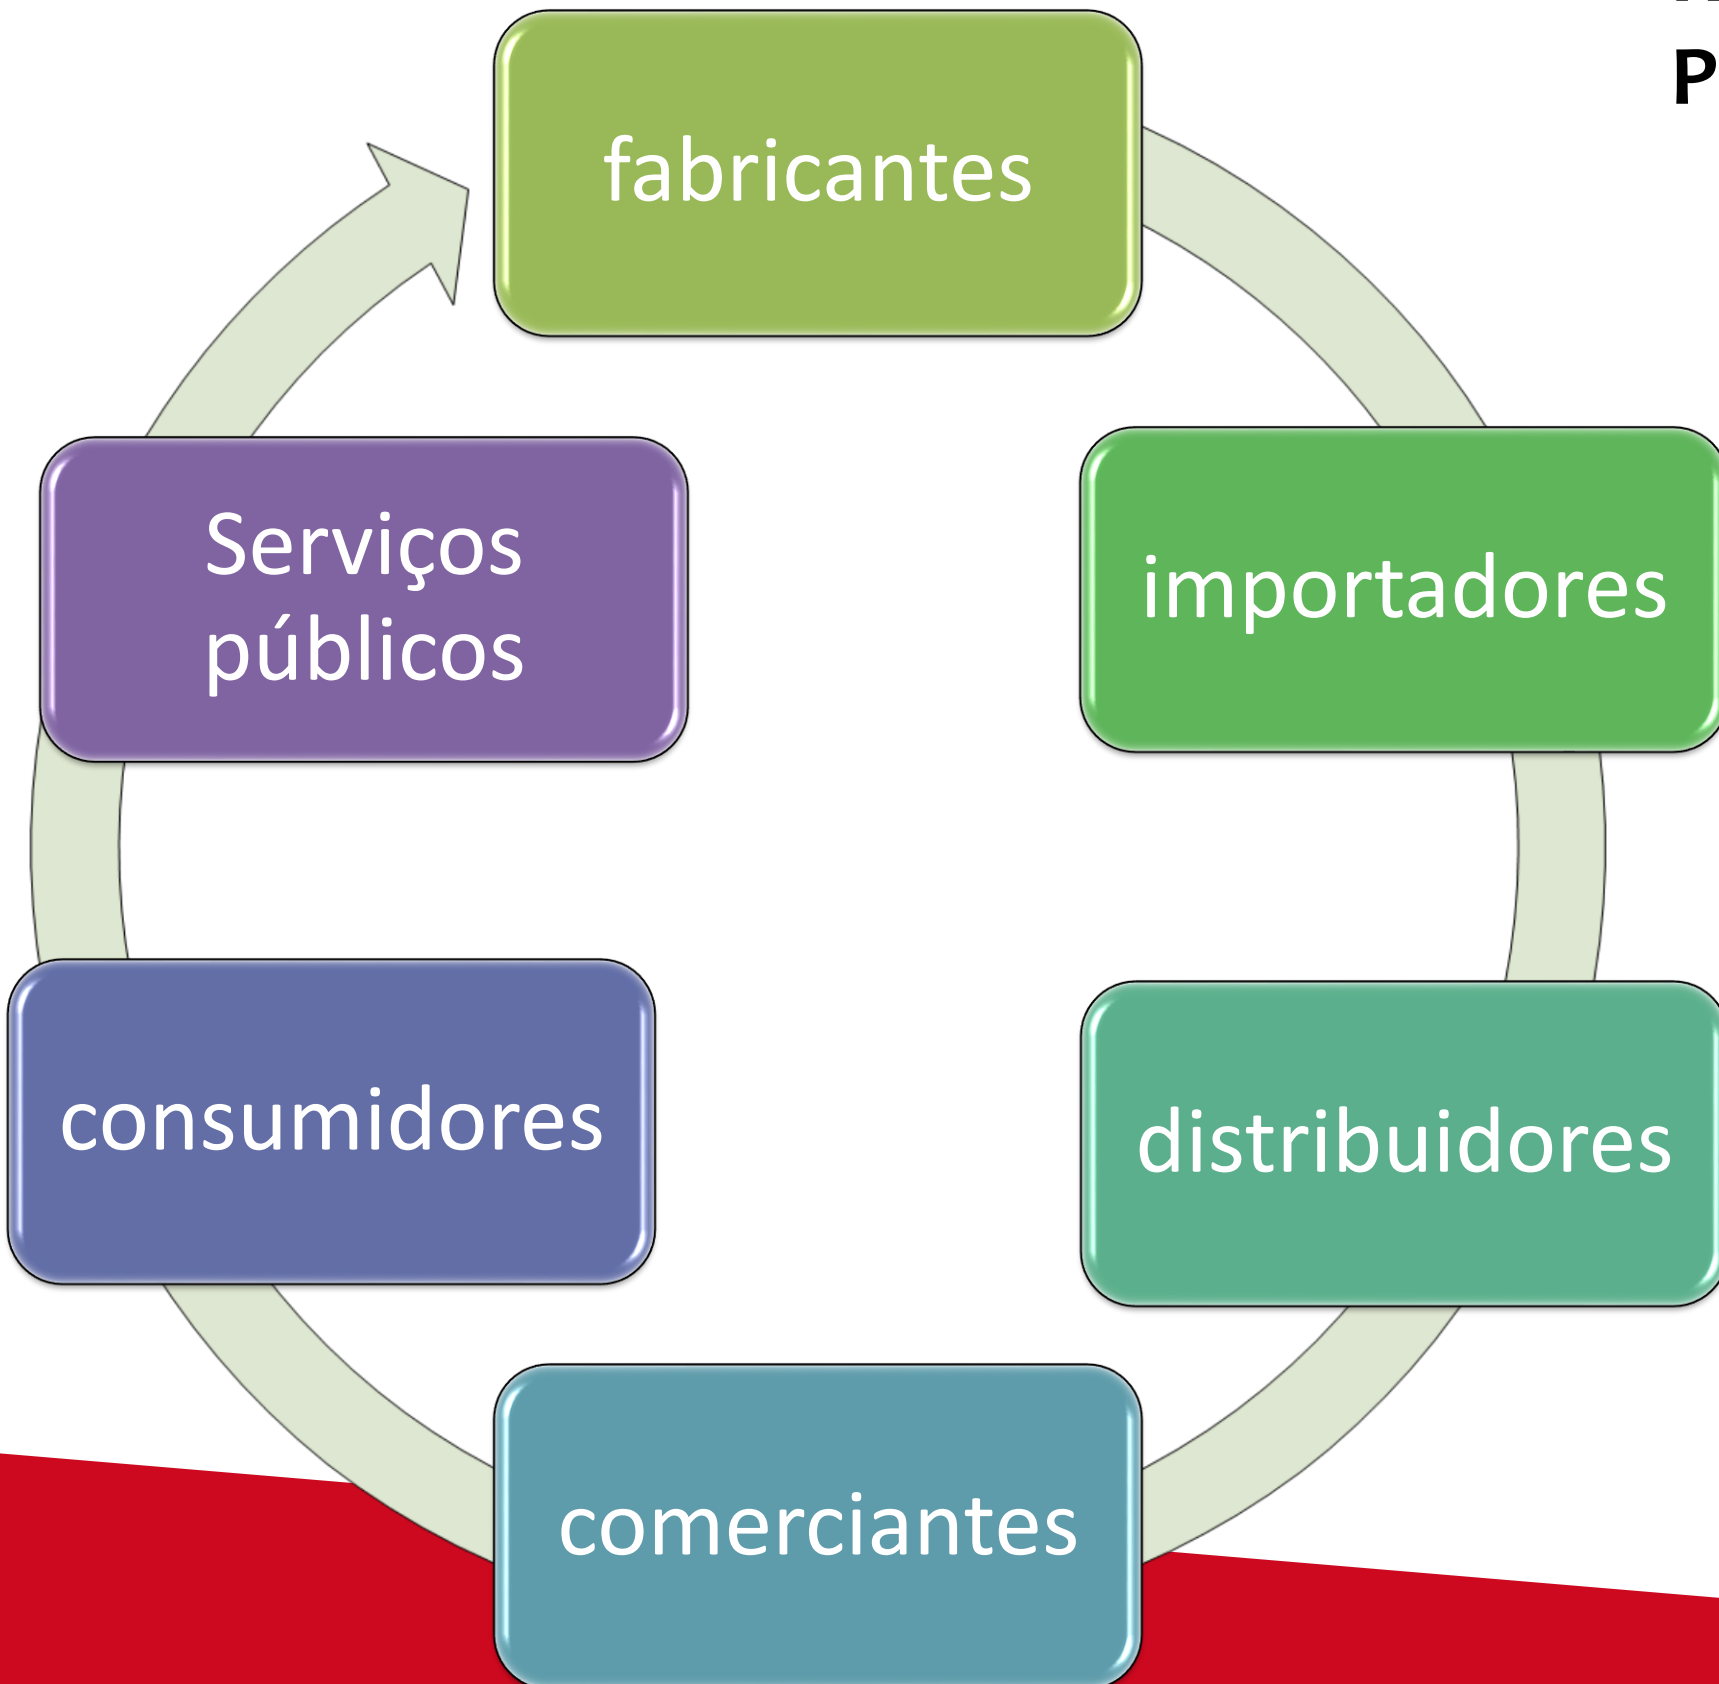 fabricantes
importadores
distribuidores
comerciantes
consumidores
Serviços
públicos
P